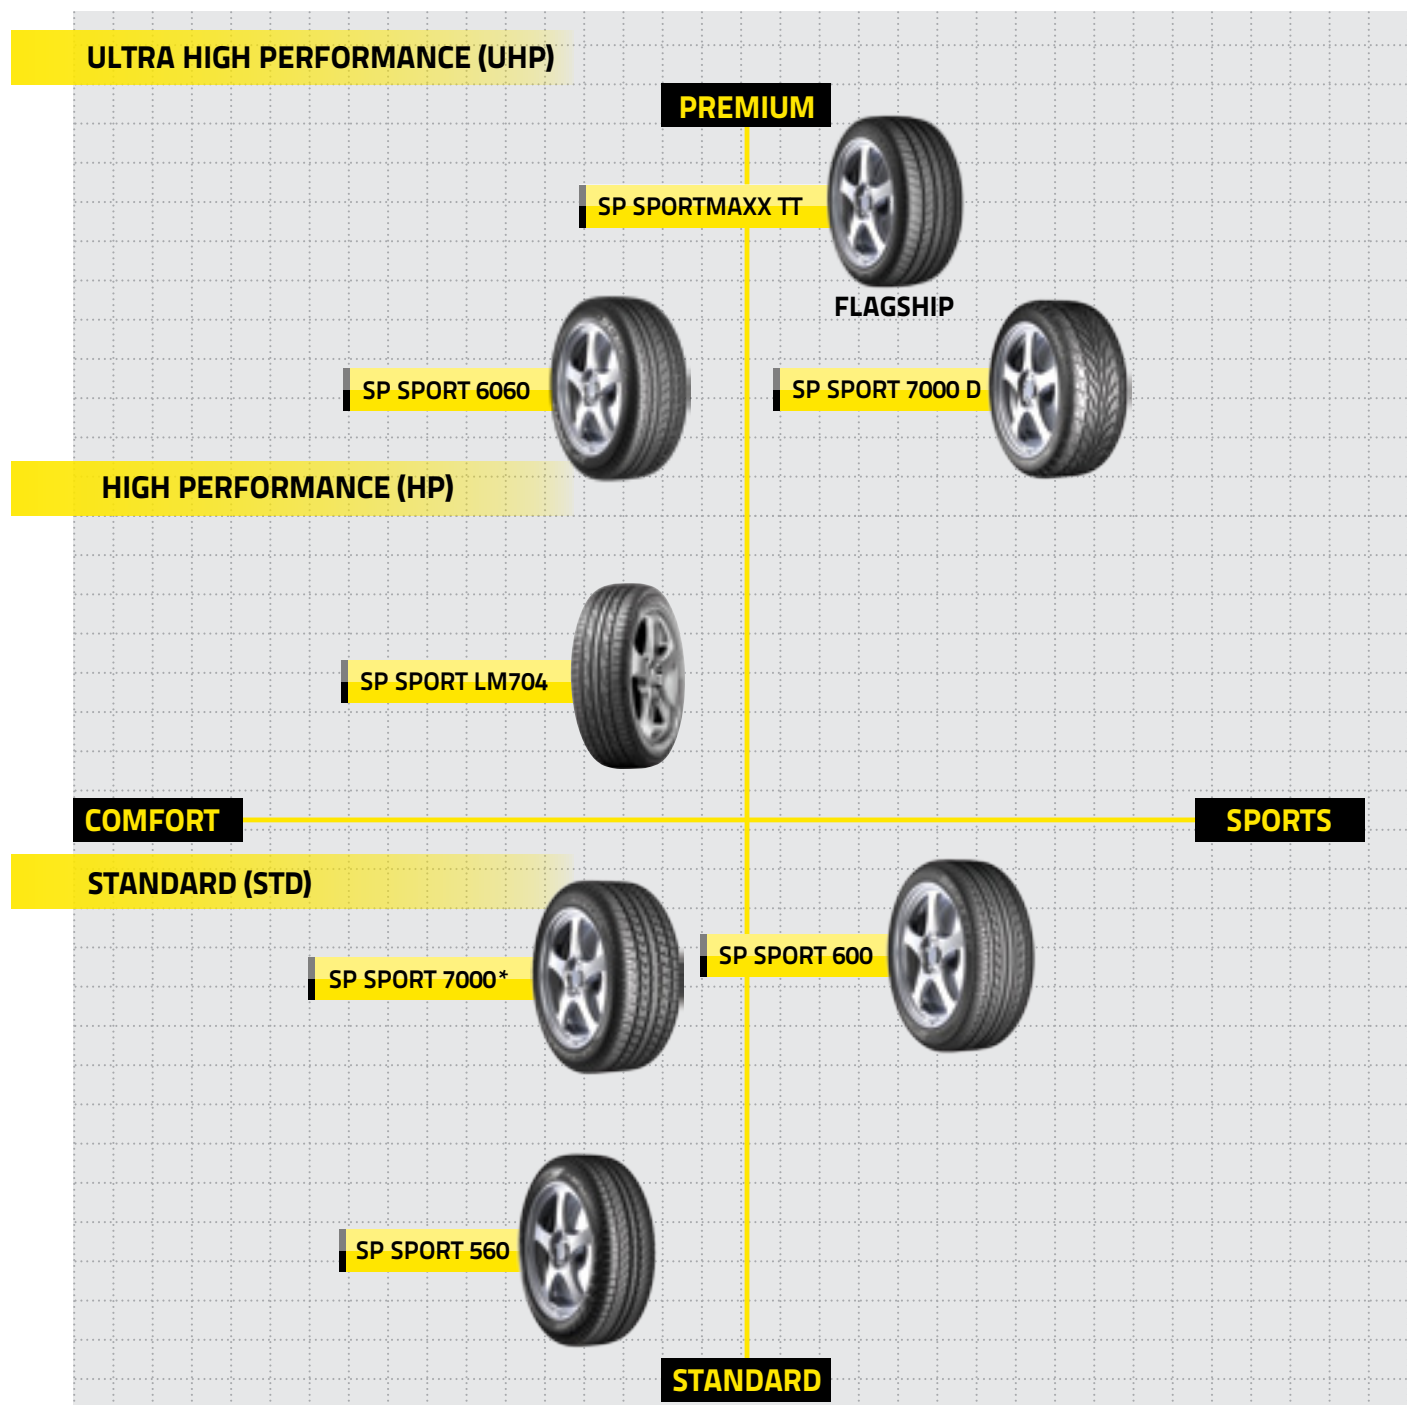 ULTRA HIGH PERFORMANCE (UHP)
PREMIUM
SP SPORTMAXX TT
FLAGSHIP
SP SPORT 6060
SP SPORT 7000 D
HIGH PERFORMANCE (HP)
SP SPORT LM704
COMFORT
SPORTS
STANDARD (STD)
SP SPORT 600
SP SPORT 7000*
SP SPORT 560
STANDARD